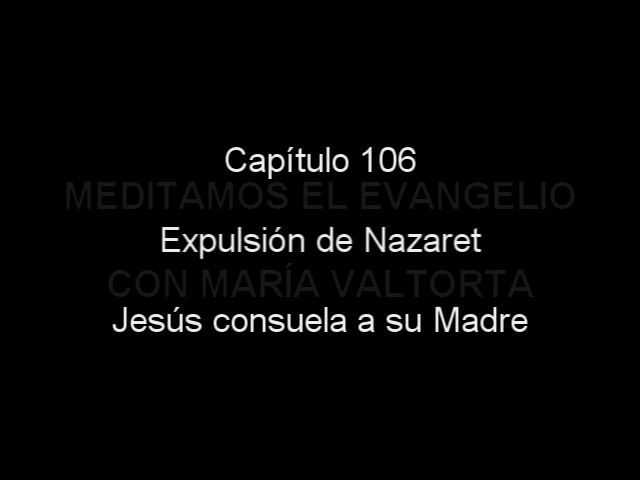 Capítulo 106
MEDITAMOS EL EVANGELIO
Expulsión de Nazaret
CON MARÍA VALTORTA
Jesús consuela a su Madre